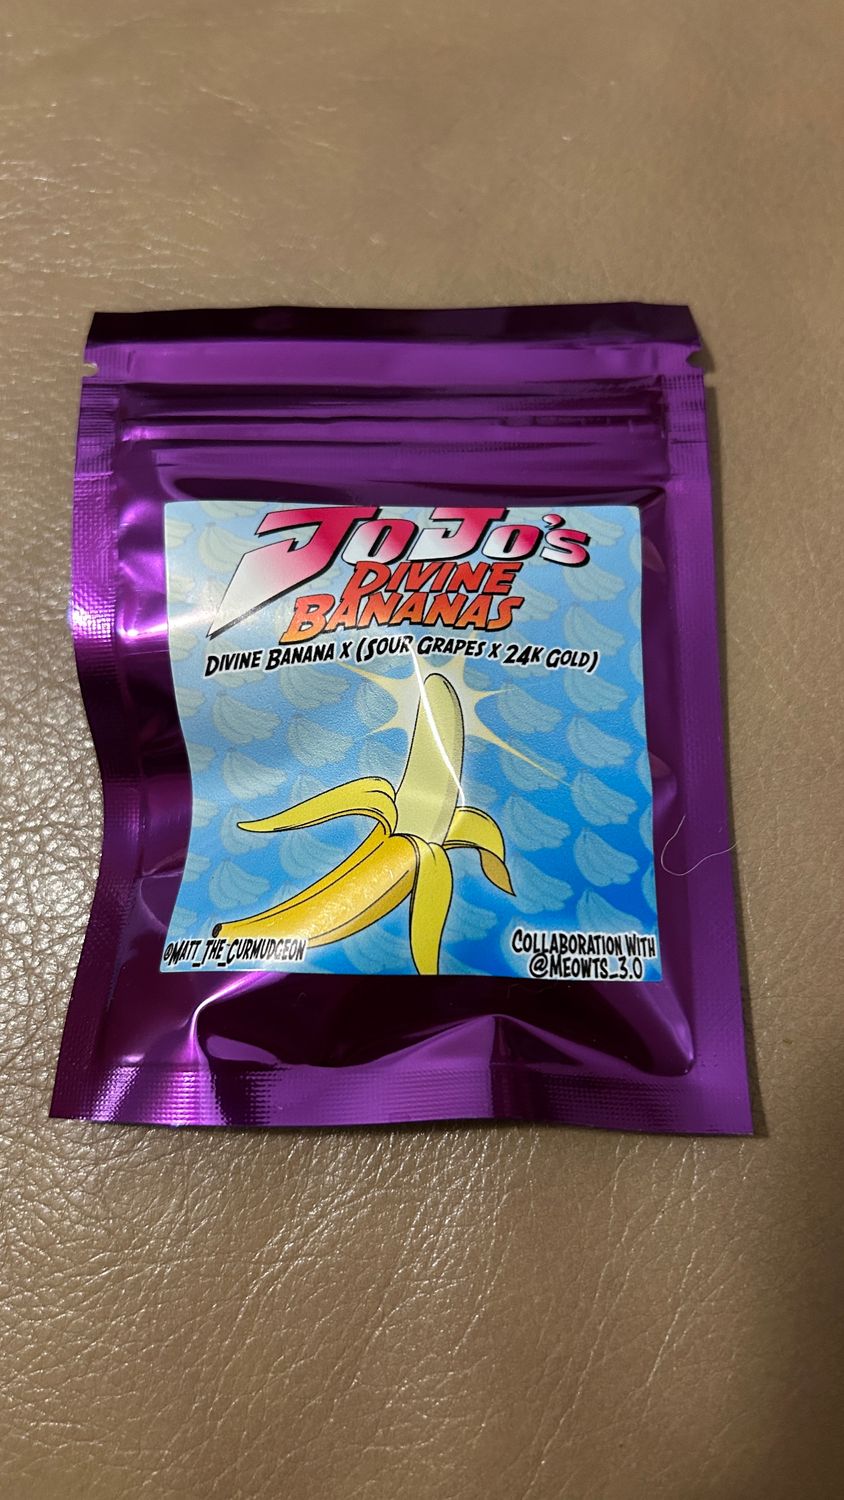 JoJo's
Divine
Bananas
Divine Banana x (Sour Grapes x 24k Gold)
@Matt_The_Curmudgeon
Collaboration With
@Meowts_3.0